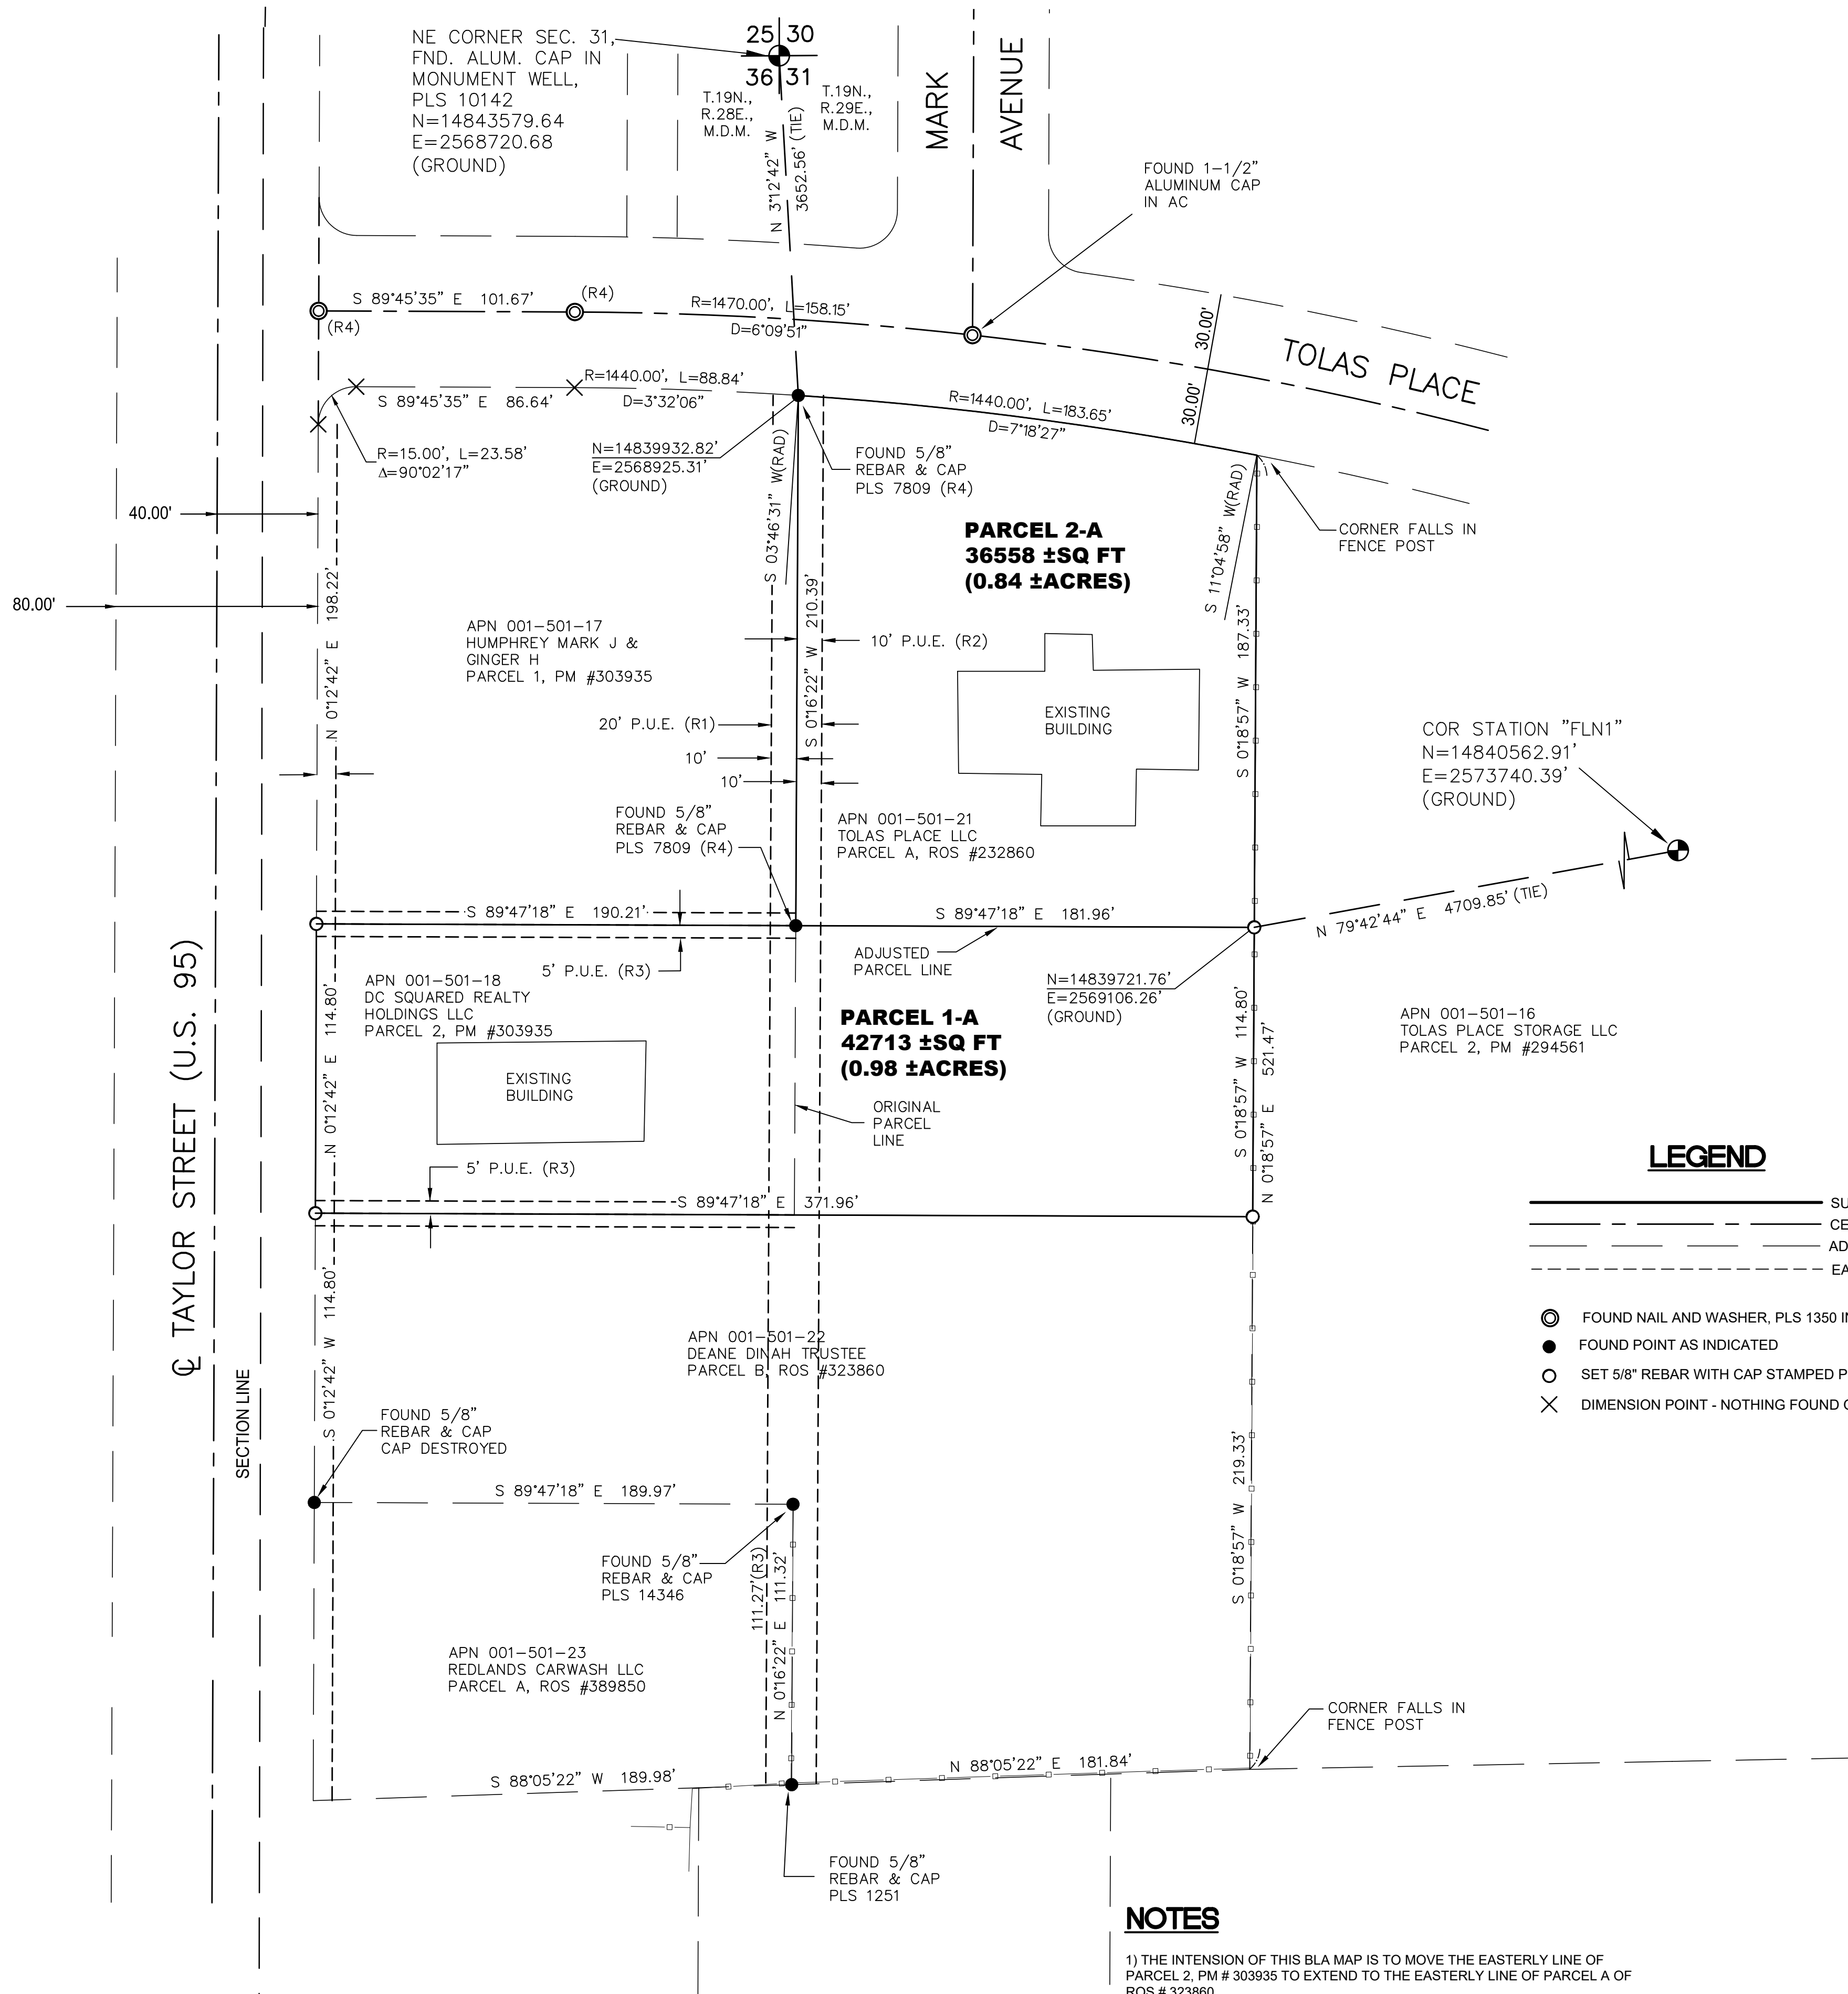 NE CORNER SEC. 31,
FND. ALUM. CAP IN
MONUMENT WELL,
PLS 10142
N=14843579.64
E=2568720.68
(GROUND)
25 30
36 31
T.19N.,
R.28E.,
M.D.M.
T.19N.,
R.29E.,
M.D.M.
N 3°12'42" W
3652.56' (TIE)
MARK
AVENUE
FOUND 1-1/2"
ALUMINUM CAP
IN AC
S 89°45'35" E 101.67'
(R4)
(R4)
R=1470.00', L=158.15'
D=6°09'51"
30.00'
30.00'
TOLAS PLACE
R=1440.00', L=88.84'
D=3°32'06"
S 89°45'35" E 86.64'
R=1440.00', L=183.65'
D=7°18'27"
R=15.00', L=23.58'
Δ=90°02'17"
N=14839932.82'
E=2568925.31'
(GROUND)
S 03°46'31" W(RAD)
FOUND 5/8"
REBAR & CAP
PLS 7809 (R4)
S 11°04'58" W(RAD)
CORNER FALLS IN
FENCE POST
40.00'
80.00'
PARCEL 2-A
36558 ±SQ FT
(0.84 ±ACRES)
N 0°12'42" E 198.22'
APN 001-501-17
HUMPHREY MARK J &
GINGER H
PARCEL 1, PM #303935
S 0°16'22" W 210.39'
10' P.U.E. (R2)
S 0°18'57" W 187.33'
EXISTING
BUILDING
20' P.U.E. (R1)
10'
10'
COR STATION "FLN1"
N=14840562.91'
E=2573740.39'
(GROUND)
FOUND 5/8"
REBAR & CAP
PLS 7809 (R4)
APN 001-501-21
TOLAS PLACE LLC
PARCEL A, ROS #232860
S 89°47'18" E 190.21'
S 89°47'18" E 181.96'
N 79°42'44" E 4709.85' (TIE)
5' P.U.E. (R3)
ADJUSTED
PARCEL LINE
N=14839721.76'
E=2569106.26'
(GROUND)
APN 001-501-18
DC SQUARED REALTY
HOLDINGS LLC
PARCEL 2, PM #303935
N 0°12'42" E 114.80'
PARCEL 1-A
42713 ±SQ FT
(0.98 ±ACRES)
S 0°18'57" W 114.80'
N 0°18'57" E 521.47'
APN 001-501-16
TOLAS PLACE STORAGE LLC
PARCEL 2, PM #294561
EXISTING
BUILDING
ORIGINAL
PARCEL
LINE
5' P.U.E. (R3)
S 89°47'18" E 371.96'
℄ TAYLOR STREET (U.S. 95)
SECTION LINE
LEGEND
SU
CE
AD
EA
FOUND NAIL AND WASHER, PLS 1350 I
FOUND POINT AS INDICATED
SET 5/8" REBAR WITH CAP STAMPED P
DIMENSION POINT - NOTHING FOUND
S 0°12'42" W 114.80'
APN 001-501-22
DEANE DINAH TRUSTEE
PARCEL B, ROS #323860
FOUND 5/8"
REBAR & CAP
CAP DESTROYED
S 89°47'18" E 189.97'
S 0°18'57" W 219.33'
FOUND 5/8"
REBAR & CAP
PLS 14346
111.27'(R3)
N 0°16'22" E 111.32'
APN 001-501-23
REDLANDS CARWASH LLC
PARCEL A, ROS #389850
CORNER FALLS IN
FENCE POST
S 88°05'22" W 189.98'
N 88°05'22" E 181.84'
FOUND 5/8"
REBAR & CAP
PLS 1251
NOTES
1) THE INTENSION OF THIS BLA MAP IS TO MOVE THE EASTERLY LINE OF
PARCEL 2, PM # 303935 TO EXTEND TO THE EASTERLY LINE OF PARCEL A OF
ROS # 323860